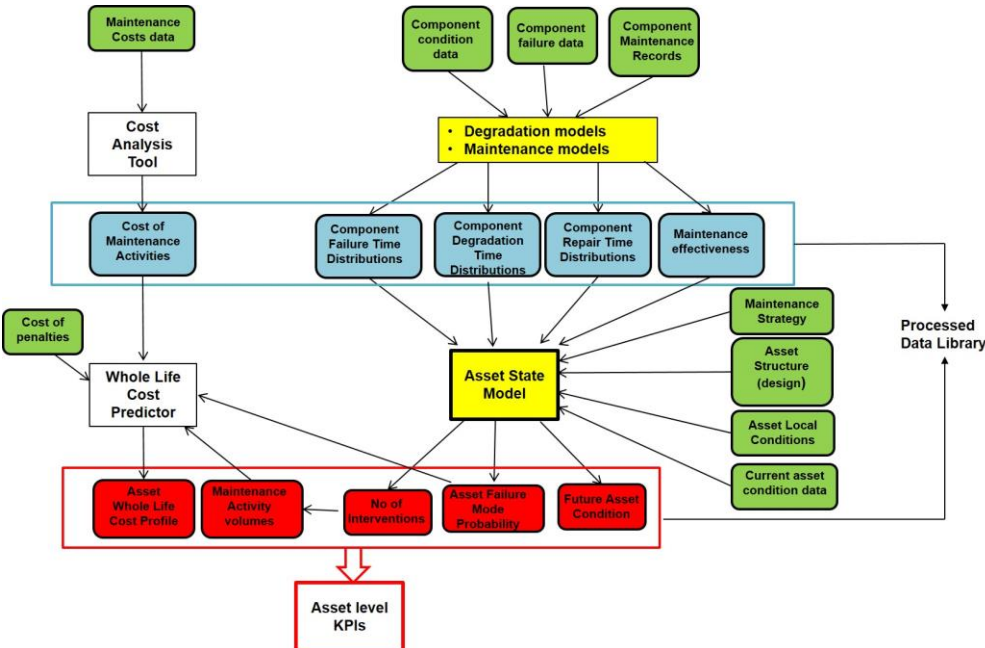 Maintenance
Costs data
Component
condition
data
Component
failure data
Component
Maintenance
Records
Cost
Analysis
Tool
• Degradation models
• Maintenance models
Cost of
Maintenance
Activities
Component
Failure Time
Distributions
Component
Degradation
Time
Distributions
Component
Repair Time
Distributions
Maintenance
effectiveness
Cost of
penalties
Whole Life
Cost
Predictor
Asset State
Model
Maintenance
Strategy
Asset
Structure
(design)
Asset Local
Conditions
Current asset
condition data
Processed
Data Library
Asset
Whole Life
Cost Profile
Maintenance
Activity
volumes
No of
Interventions
Asset Failure
Mode
Probability
Future Asset
Condition
Asset level
KPIs